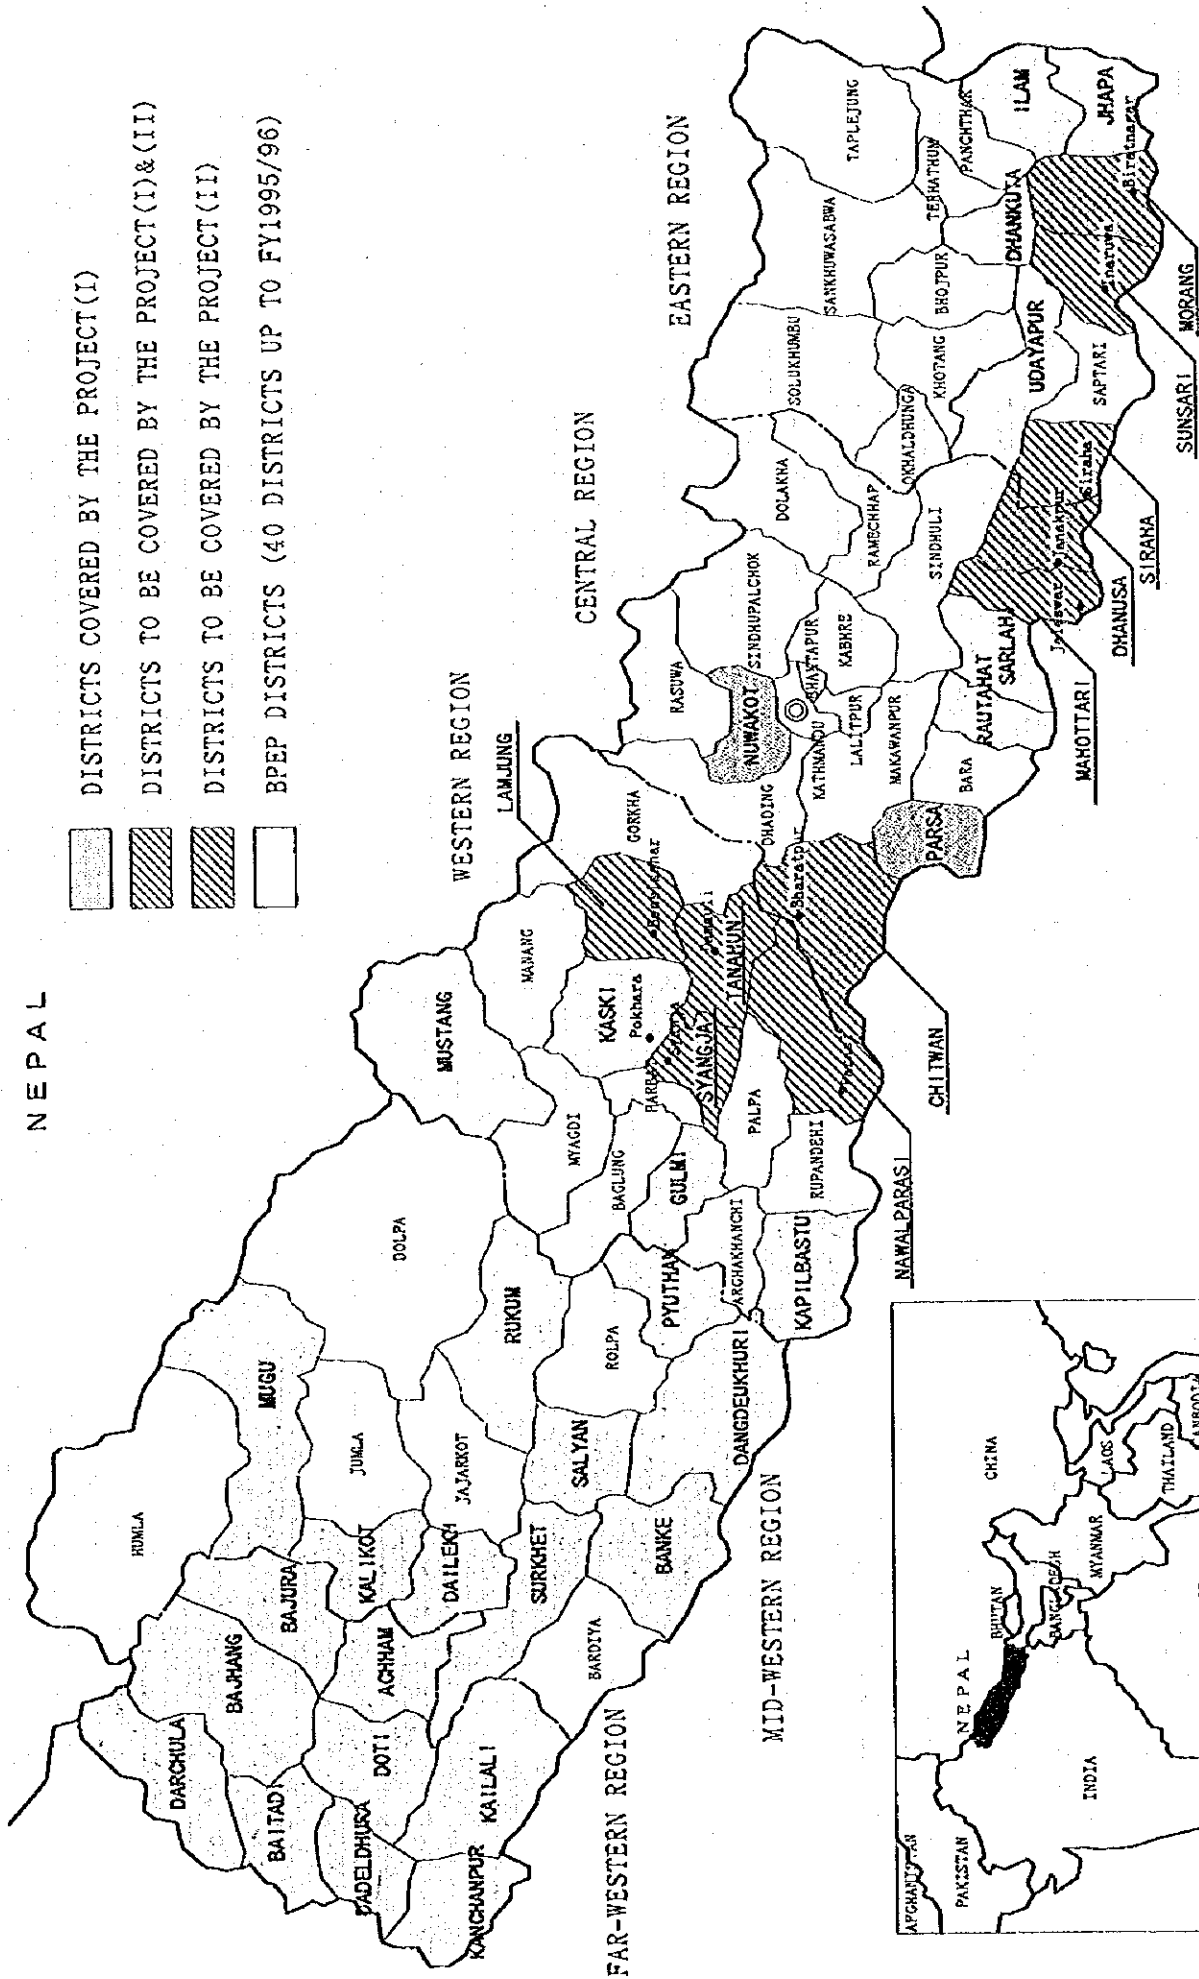 NEPAL
DISTRICTS COVERED BY THE PROJECT(I)
DISTRICTS TO BE COVERED BY THE PROJECT(I)&(II)
DISTRICTS TO BE COVERED BY THE PROJECT(II)
BPEP DISTRICTS (40 DISTRICTS UP TO FY1995/96)
FAR-WESTERN REGION
MID-WESTERN REGION
WESTERN REGION
CENTRAL REGION
EASTERN REGION
DARCHULA
BAJHANG
BAITADI
BAJURA
DADELDHURA
DOTI
ACHHAM
KANCHANPUR
KAILALI
HUMLA
MUGU
JUMLA
KALIKOT
DOLPA
DAILEKH
JAJARKOT
RUKUM
SURKHET
SALYAN
ROLPA
BARDIYA
BANKE
DANGDEUKHURI
PYUTHAN
MUSTANG
MANANG
MYAGDI
KASKI
Pokhara
BAGLUNG
GULMI
SYANGJA
TANAHUN
LAMJUNG
GORKHA
PALPA
ARGHAKHANCHI
KAPILBASTU
RUPANDEHI
NAWALPARASI
CHITWAN
Bharatpur
RASUWA
NUWAKOT
SINDHUPALCHOK
DHADING
KATHMANDU
BHAKTAPUR
LALITPUR
KABHRE
MAKAWANPUR
PARSA
BARA
RAUTAHAT
SARLAHI
DOLAKNA
RAMECHHAP
SINDHULI
Janakpur
MAHOTTARI
DHANUSA
SIRAHA
Siraha
SOLUKHUMBU
OKHALDHUNGA
KHOTANG
UDAYAPUR
SAPTARI
SANKHUWASABWA
BHOJPUR
DHANKUTA
TERHATHUM
TAPLEJUNG
PANCHTHAR
ILAM
JHAPA
Biratnagar
Inaruwa
SUNSARI
MORANG
AFGHANISTAN
PAKISTAN
NEPAL
INDIA
BHUTAN
BANGLADESH
CHINA
MYANMAR
LAOS
THAILAND